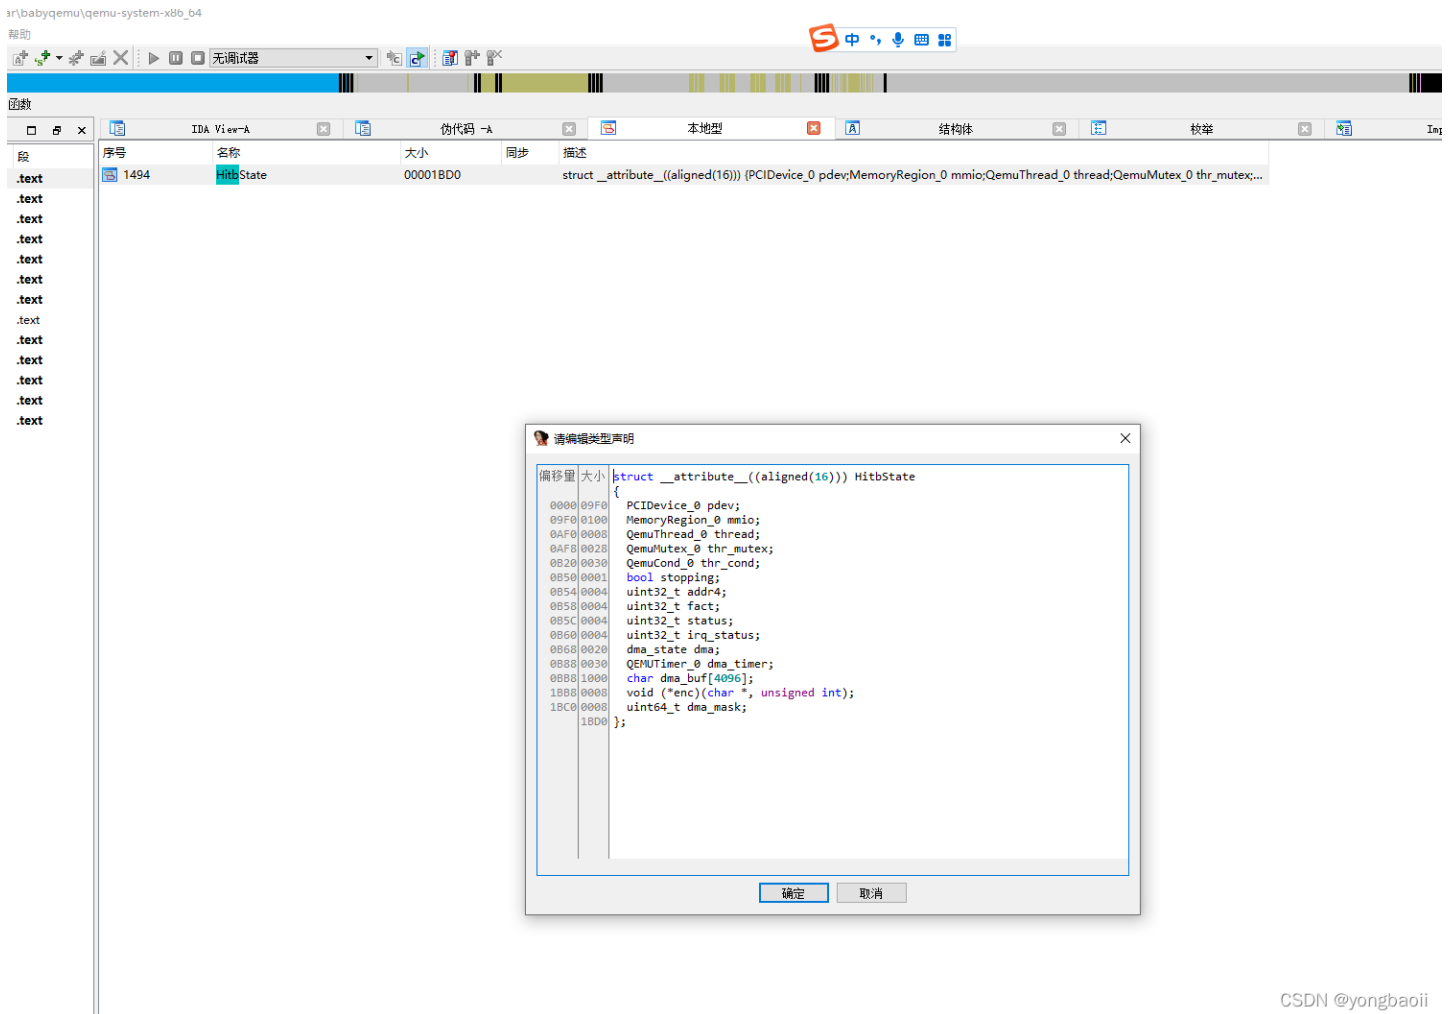 ar\babyqemu\qemu-system-x86_64
帮助
无调试器
中
函数
IDA View-A
伪代码 -A
本地型
结构体
枚举
Imp
段
序号 名称 大小 同步 描述
1494 HitbState 00001BD0 struct __attribute__((aligned(16))) {PCIDevice_0 pdev;MemoryRegion_0 mmio;QemuThread_0 thread;QemuMutex_0 thr_mutex;...
.text
.text
.text
.text
.text
.text
.text
.text
.text
.text
.text
.text
.text
请编辑类型声明
偏移量 大小 struct __attribute__((aligned(16))) HitbState
{
0000 09F0 PCIDevice_0 pdev;
09F0 0100 MemoryRegion_0 mmio;
0AF0 0008 QemuThread_0 thread;
0AF8 0028 QemuMutex_0 thr_mutex;
0B20 0030 QemuCond_0 thr_cond;
0B50 0001 bool stopping;
0B54 0004 uint32_t addr4;
0B58 0004 uint32_t fact;
0B5C 0004 uint32_t status;
0B60 0004 uint32_t irq_status;
0B68 0020 dma_state dma;
0B88 0030 QEMUTimer_0 dma_timer;
0BB8 1000 char dma_buf[4096];
1BB8 0008 void (*enc)(char *, unsigned int);
1BC0 0008 uint64_t dma_mask;
1BD0 };
确定 取消
CSDN @yongbaoii